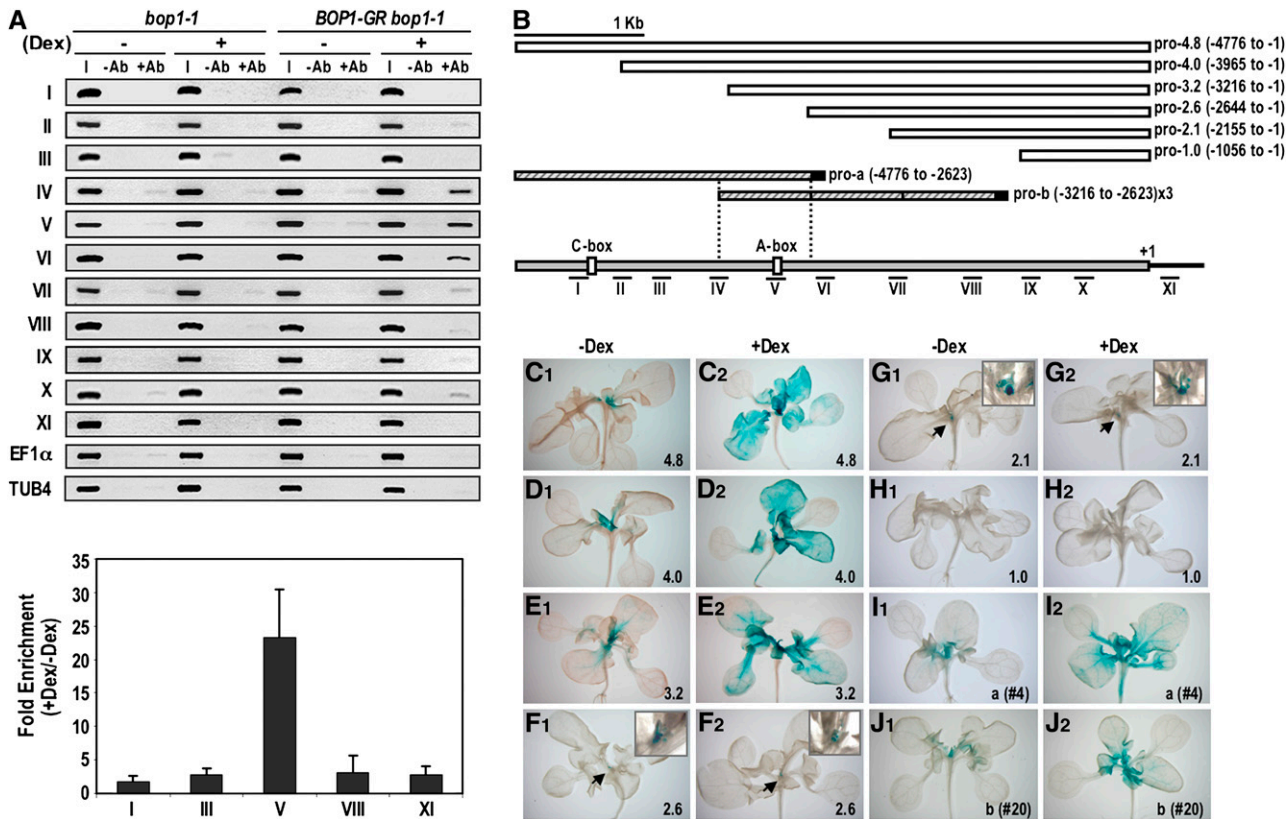 A
bop1-1
BOP1-GR bop1-1
(Dex)
-
+
-
+
I -Ab +Ab I -Ab +Ab I -Ab +Ab I -Ab +Ab
I
II
III
IV
V
VI
VII
VIII
IX
X
XI
EF1α
TUB4
Fold Enrichment
(+Dex/-Dex)
35
30
25
20
15
10
5
0
I III V VIII XI
B
1 Kb
pro-4.8 (-4776 to -1)
pro-4.0 (-3965 to -1)
pro-3.2 (-3216 to -1)
pro-2.6 (-2644 to -1)
pro-2.1 (-2155 to -1)
pro-1.0 (-1056 to -1)
pro-a (-4776 to -2623)
pro-b (-3216 to -2623)x3
C-box
A-box
+1
I II III IV V VI VII VIII IX X XI
-Dex
+Dex
-Dex
+Dex
C1
4.8
C2
4.8
G1
2.1
G2
2.1
D1
4.0
D2
4.0
H1
1.0
H2
1.0
E1
3.2
E2
3.2
I1
a (#4)
I2
a (#4)
F1
2.6
F2
2.6
J1
b (#20)
J2
b (#20)